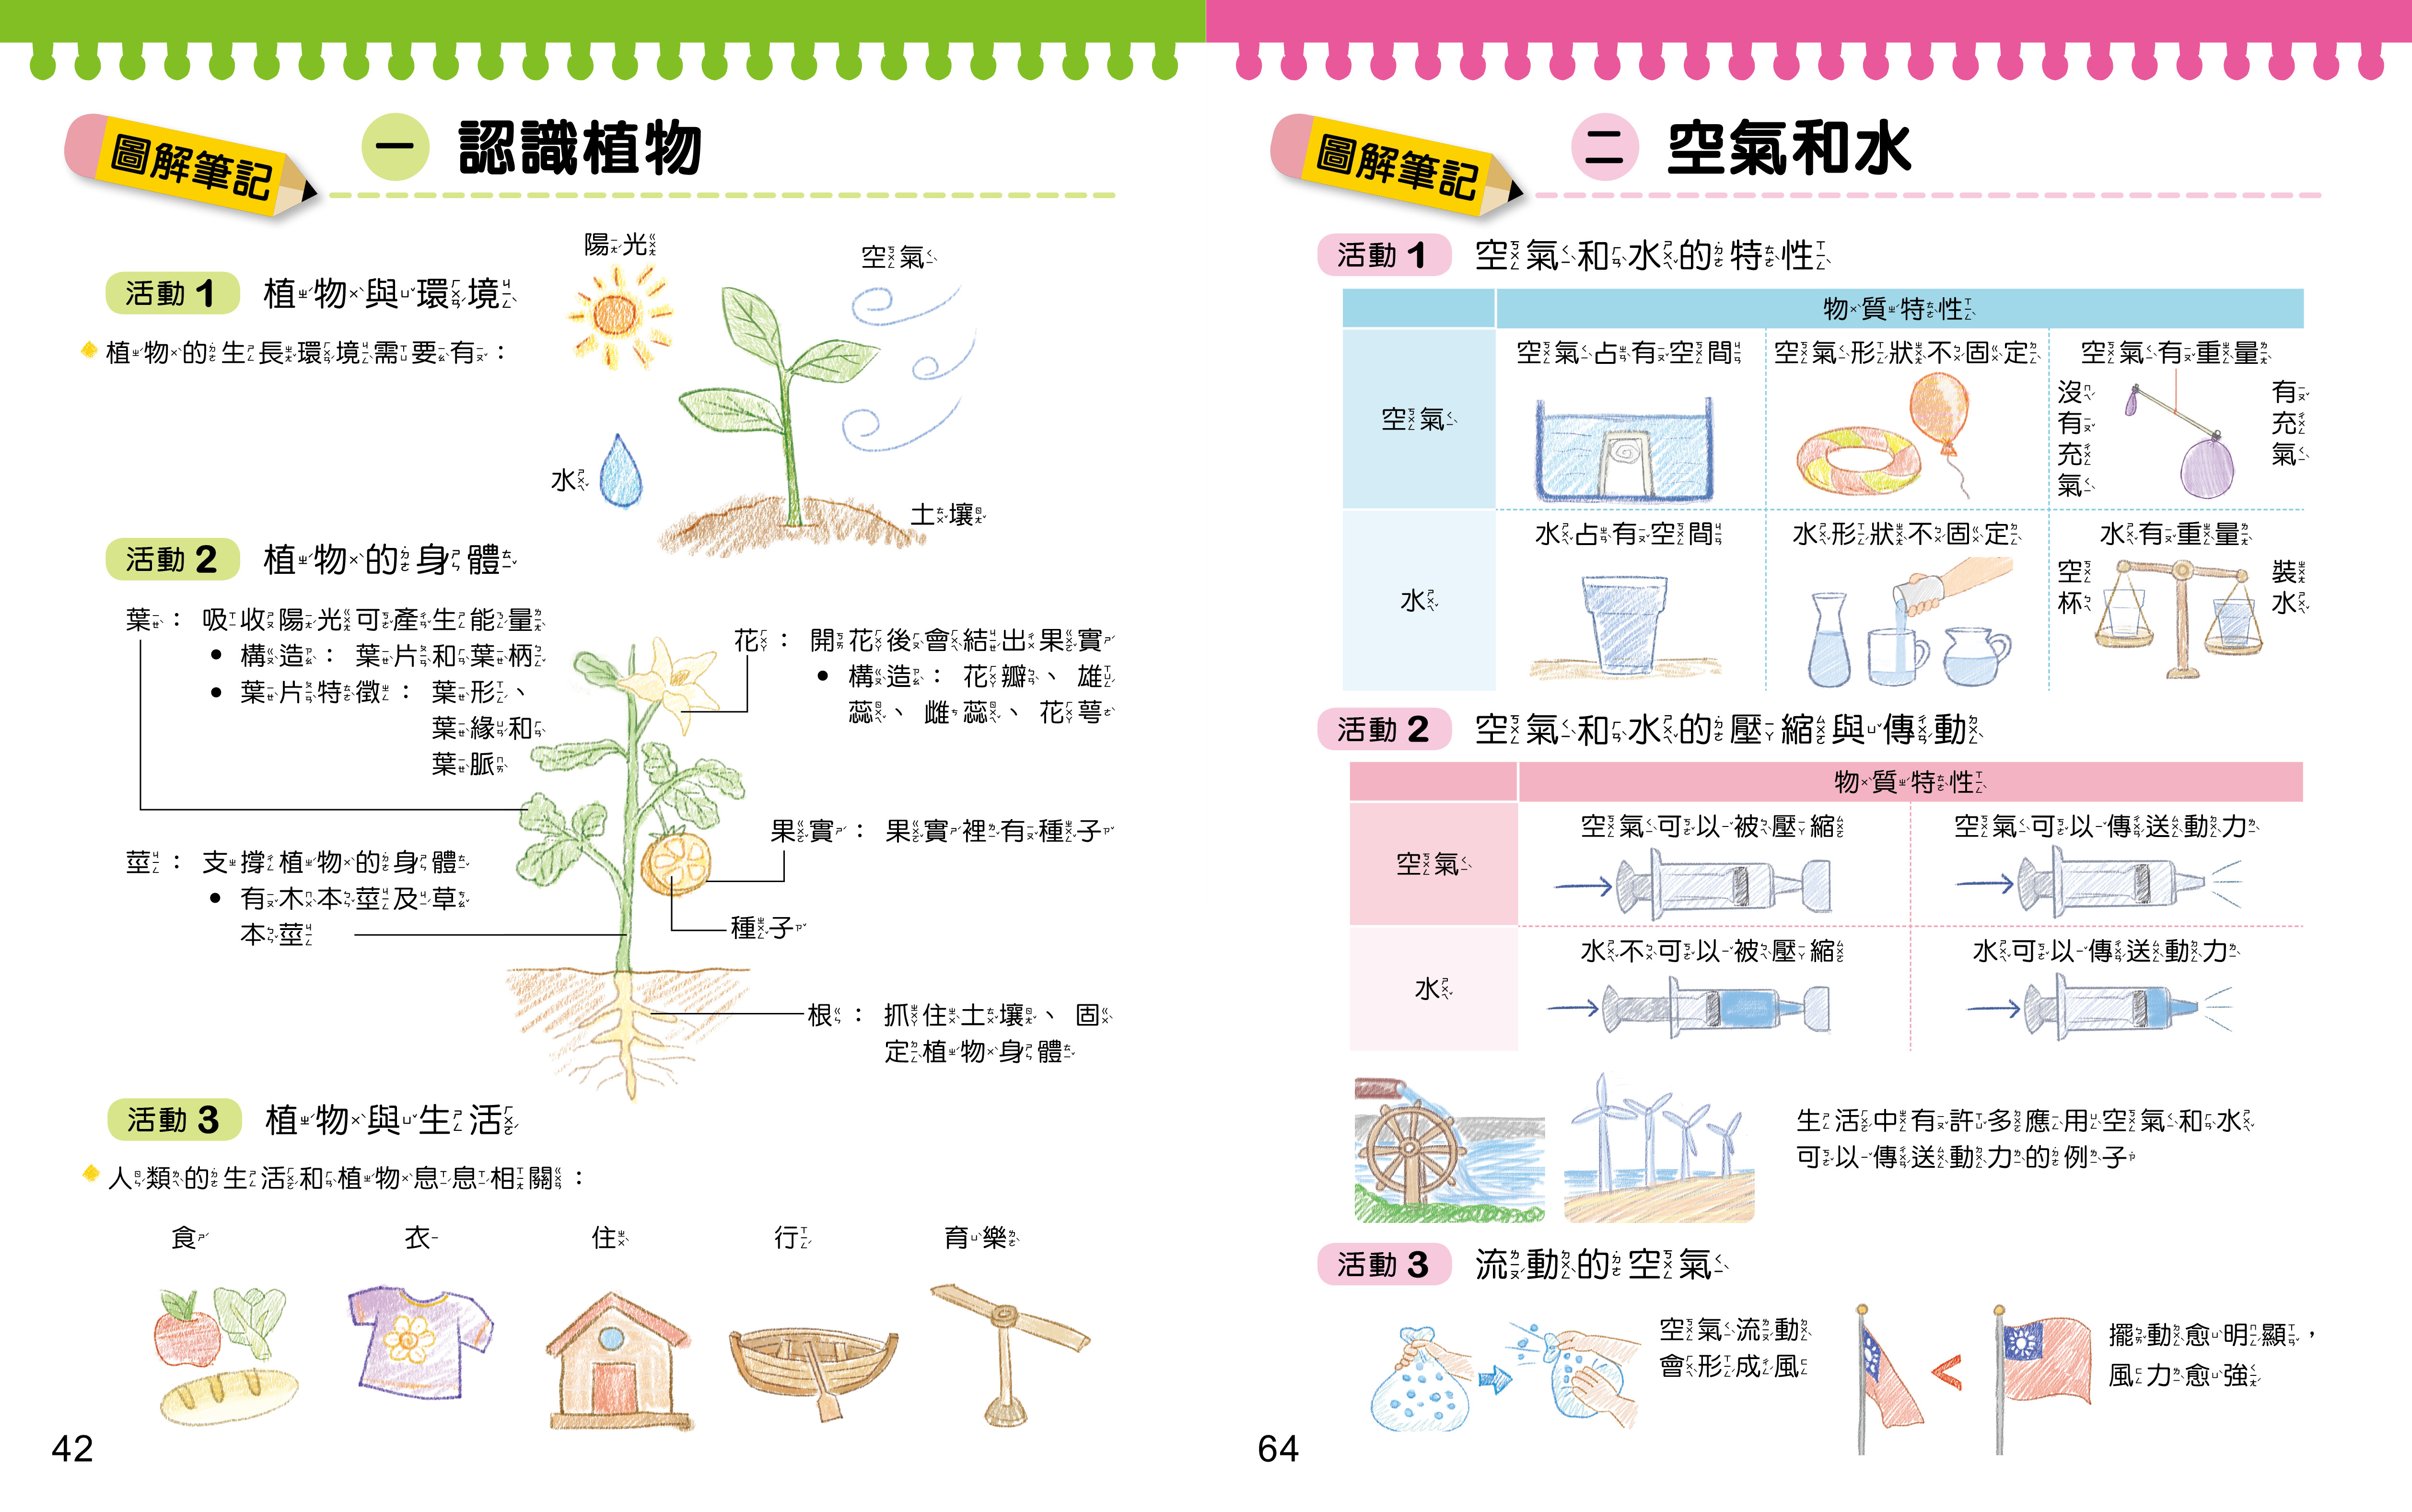 圖解筆記
一 認識植物
活動1 植物與環境
植物的生長環境需要有：
陽光
空氣
水
土壤
活動2 植物的身體
葉：吸收陽光可產生能量
•構造：葉片和葉柄
•葉片特徵：葉形、
葉緣和
葉脈
莖：支撐植物的身體
•有木本莖及草
本莖
花：開花後會結出果實
•構造：花瓣、雄
蕊、雌蕊、花萼
果實：果實裡有種子
種子
根：抓住土壤、固
定植物身體
活動3 植物與生活
人類的生活和植物息息相關：
食 衣 住 行 育樂
42
圖解筆記
二 空氣和水
活動1 空氣和水的特性
物質特性
空氣
空氣占有空間 空氣形狀不固定 空氣有重量
沒有充氣
有充氣
水
水占有空間 水形狀不固定 水有重量
空杯
裝水
活動2 空氣和水的壓縮與傳動
物質特性
空氣
空氣可以被壓縮 空氣可以傳送動力
水
水不可以被壓縮 水可以傳送動力
生活中有許多應用空氣和水
可以傳送動力的例子
活動3 流動的空氣
空氣流動
會形成風
<
擺動愈明顯，
風力愈強
64